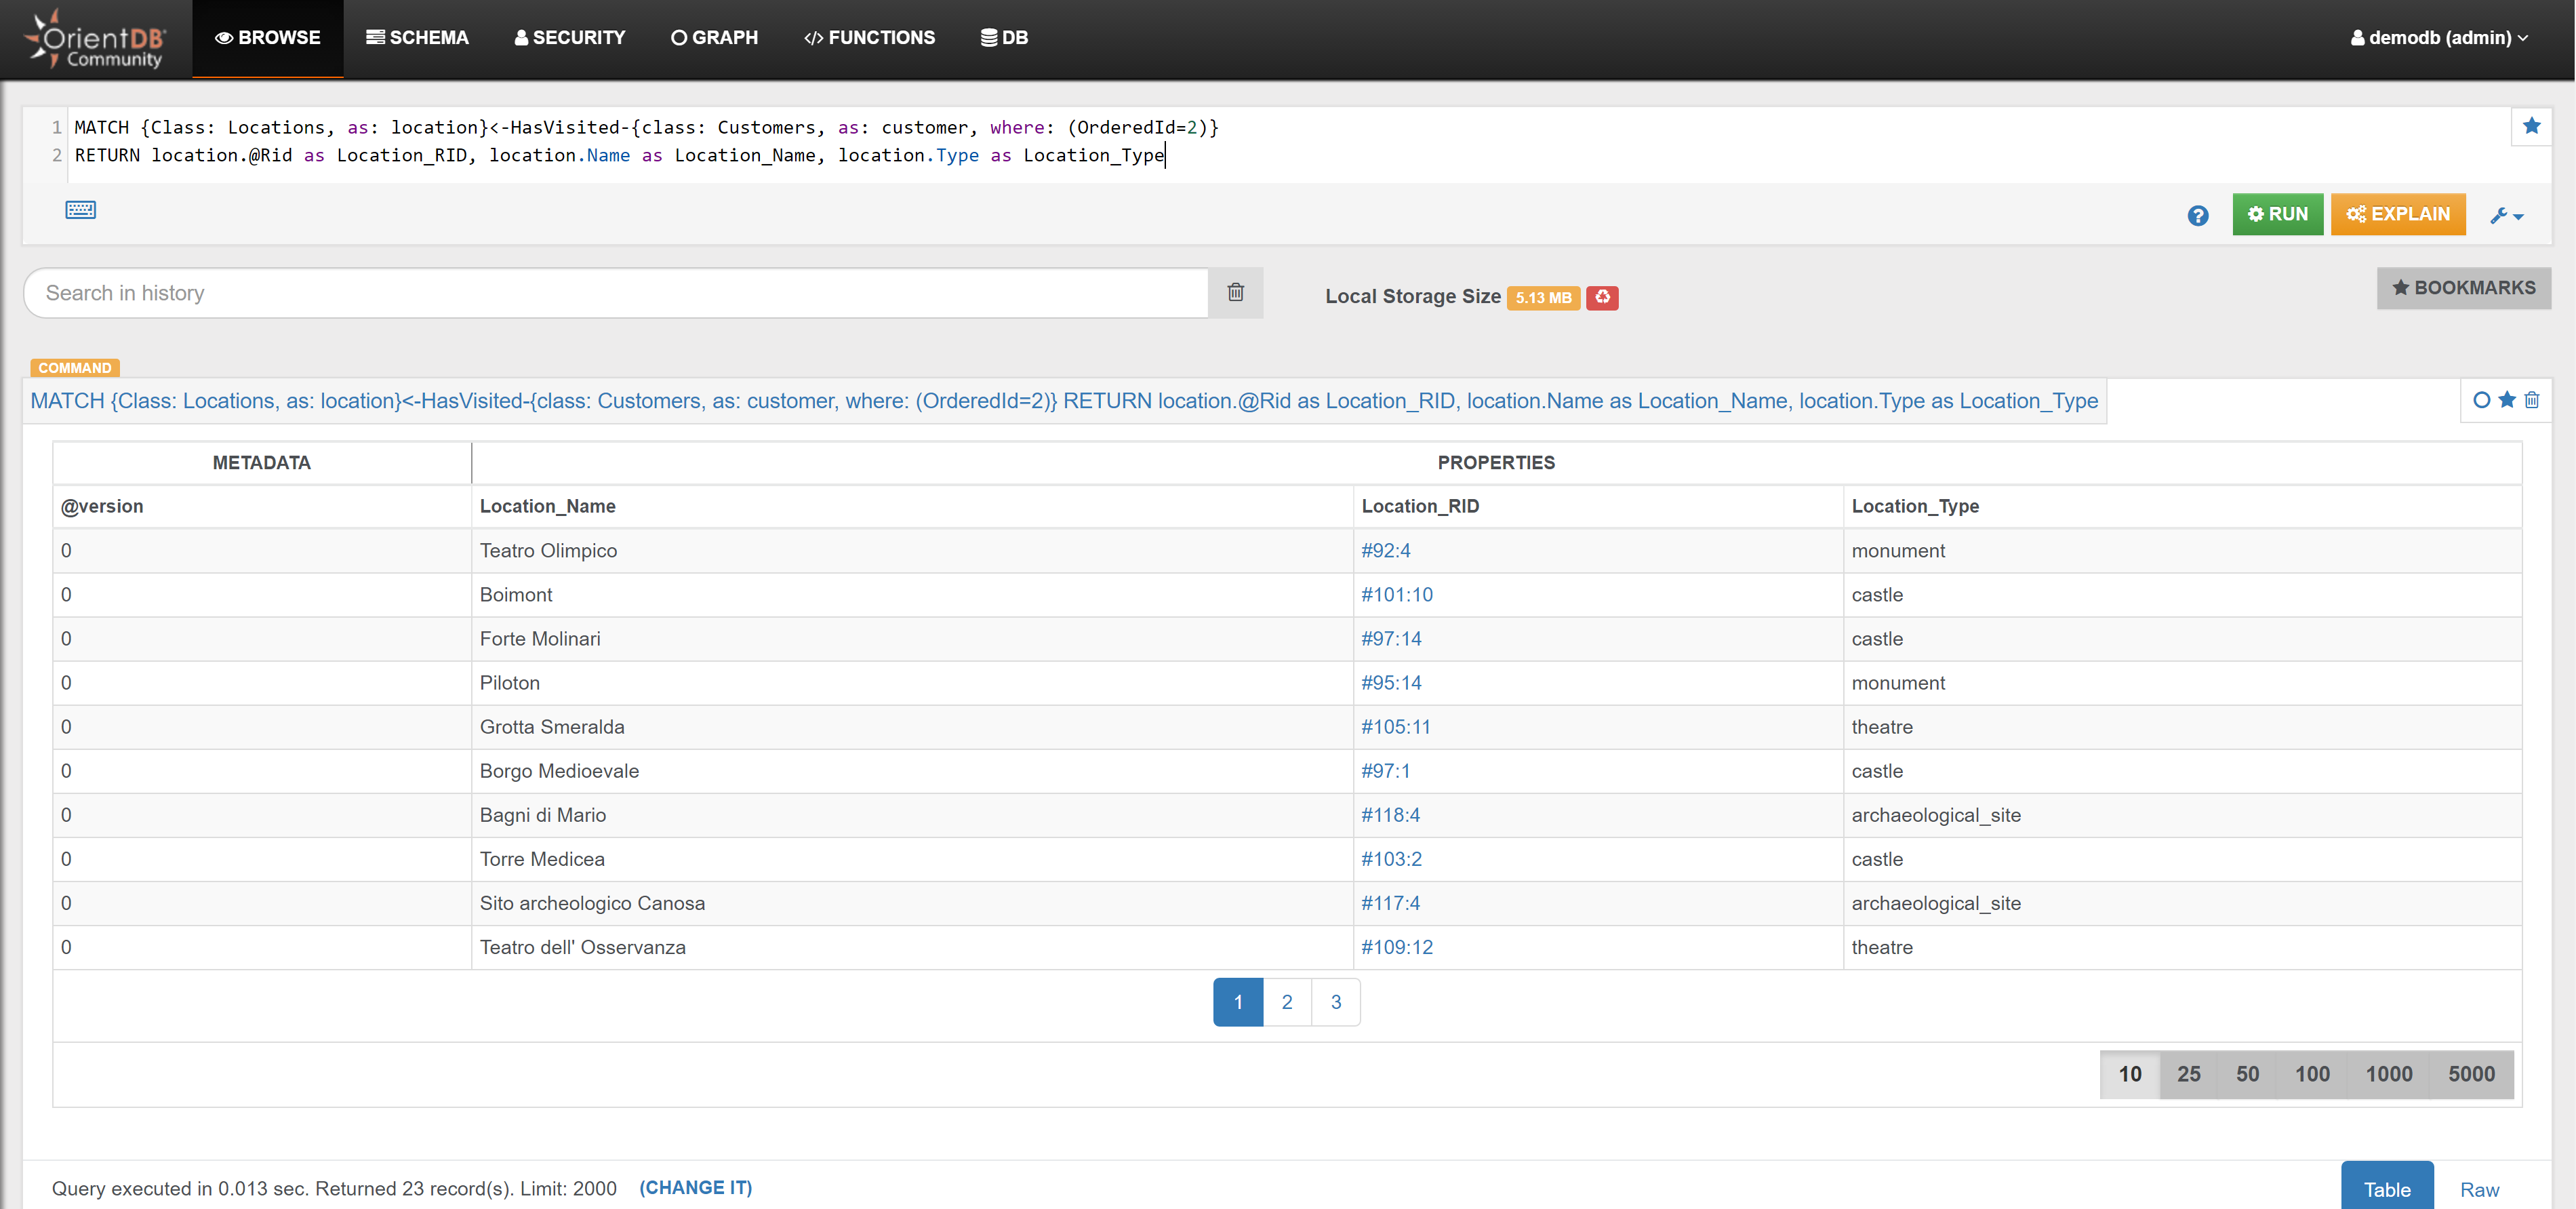 OrientDB
Community
BROWSE
SCHEMA
SECURITY
GRAPH
</> FUNCTIONS
DB
demodb (admin)
1 MATCH {Class: Locations, as: location}<-HasVisited-{class: Customers, as: customer, where: (OrderedId=2)}
2 RETURN location.@Rid as Location_RID, location.Name as Location_Name, location.Type as Location_Type
?
RUN
EXPLAIN
Search in history
Local Storage Size 5.13 MB
BOOKMARKS
COMMAND
MATCH {Class: Locations, as: location}<-HasVisited-{class: Customers, as: customer, where: (OrderedId=2)} RETURN location.@Rid as Location_RID, location.Name as Location_Name, location.Type as Location_Type
METADATA PROPERTIES
@version Location_Name Location_RID Location_Type
0 Teatro Olimpico #92:4 monument
0 Boimont #101:10 castle
0 Forte Molinari #97:14 castle
0 Piloton #95:14 monument
0 Grotta Smeralda #105:11 theatre
0 Borgo Medioevale #97:1 castle
0 Bagni di Mario #118:4 archaeological_site
0 Torre Medicea #103:2 castle
0 Sito archeologico Canosa #117:4 archaeological_site
0 Teatro dell' Osservanza #109:12 theatre
1 2 3
10 25 50 100 1000 5000
Query executed in 0.013 sec. Returned 23 record(s). Limit: 2000 (CHANGE IT)
Table Raw